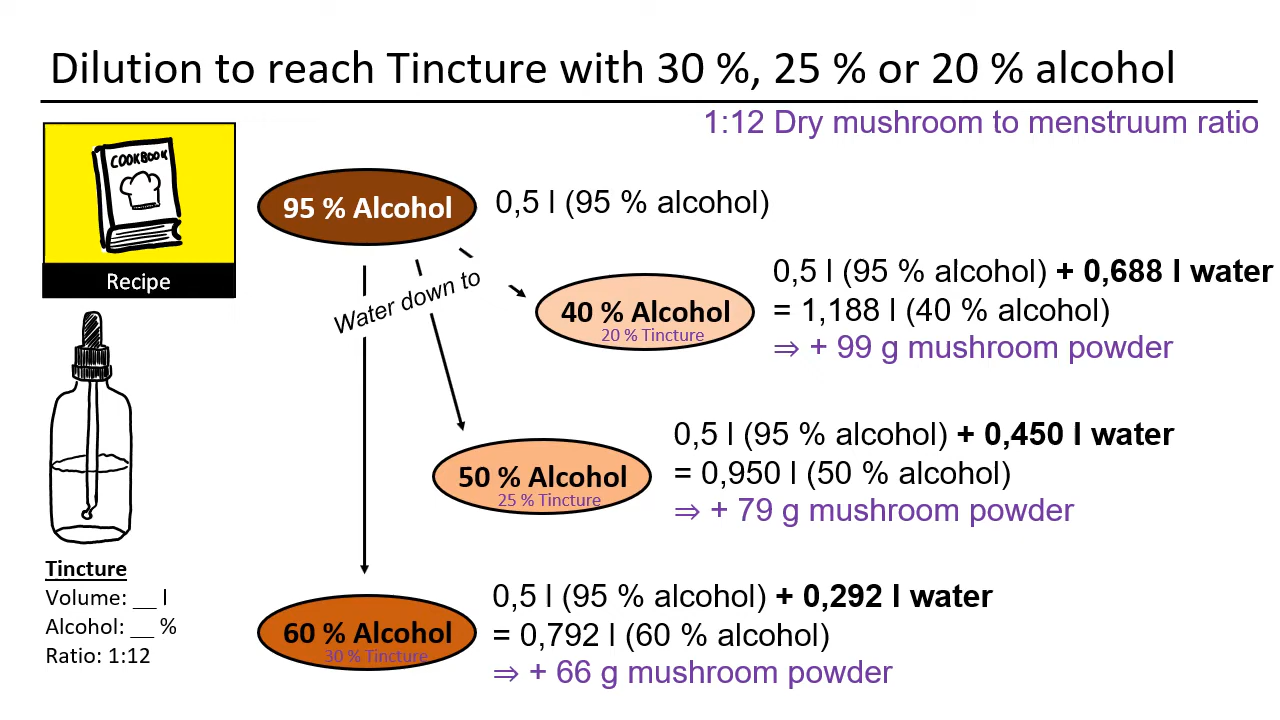 Dilution to reach Tincture with 30 %, 25 % or 20 % alcohol
1:12 Dry mushroom to menstruum ratio
COOKBOOK
Recipe
95 % Alcohol
0,5 l (95 % alcohol)
Water down to
40 % Alcohol
20 % Tincture
0,5 l (95 % alcohol) + 0,688 l water
= 1,188 l (40 % alcohol)
⇒ + 99 g mushroom powder
50 % Alcohol
25 % Tincture
0,5 l (95 % alcohol) + 0,450 l water
= 0,950 l (50 % alcohol)
⇒ + 79 g mushroom powder
60 % Alcohol
30 % Tincture
0,5 l (95 % alcohol) + 0,292 l water
= 0,792 l (60 % alcohol)
⇒ + 66 g mushroom powder
Tincture
Volume: __ l
Alcohol: __ %
Ratio: 1:12